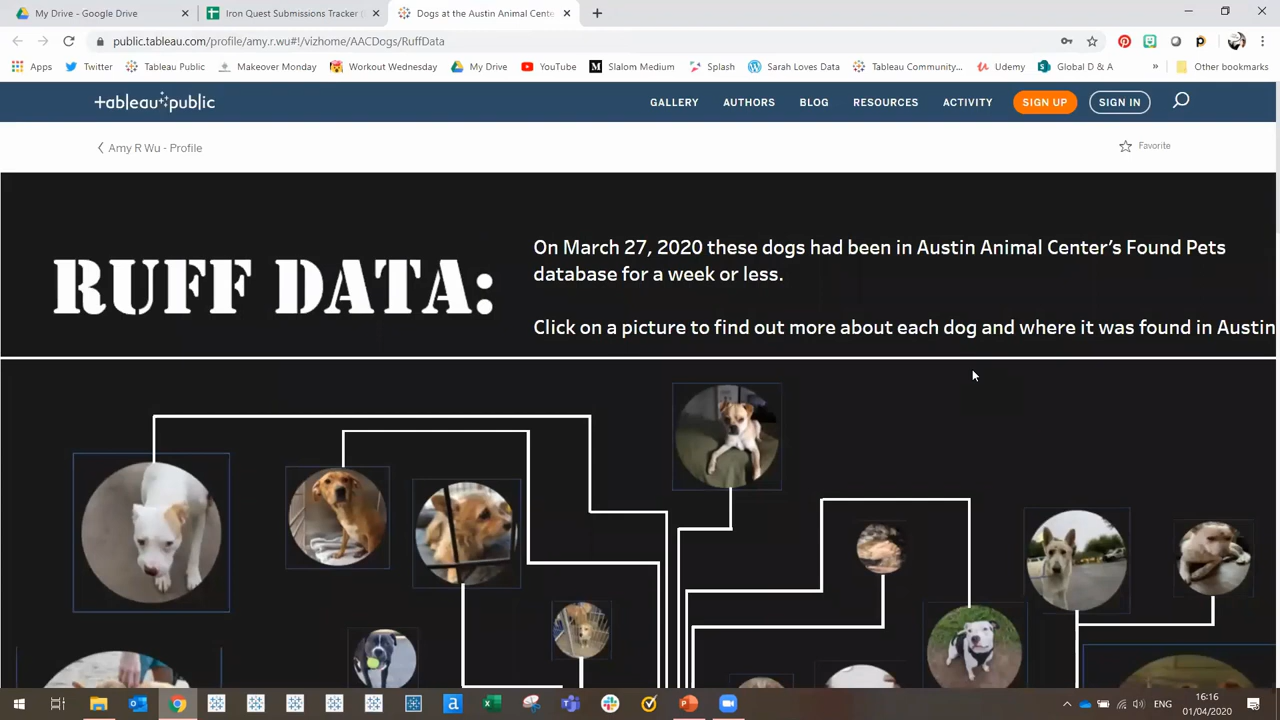 My Drive - Google Drive
Iron Quest Submissions Tracker (
Dogs at the Austin Animal Cente
public.tableau.com/profile/amy.r.wu#!/vizhome/AACDogs/RuffData
Apps
Twitter
Tableau Public
Makeover Monday
Workout Wednesday
My Drive
YouTube
Slalom Medium
Splash
Sarah Loves Data
Tableau Community...
Udemy
Global D & A
»
Other bookmarks
tableau public
GALLERY
AUTHORS
BLOG
RESOURCES
ACTIVITY
SIGN UP
SIGN IN
Amy R Wu - Profile
Favorite
RUFF DATA:
On March 27, 2020 these dogs had been in Austin Animal Center's Found Pets
database for a week or less.
Click on a picture to find out more about each dog and where it was found in Austin
ENG
16:16
01/04/2020